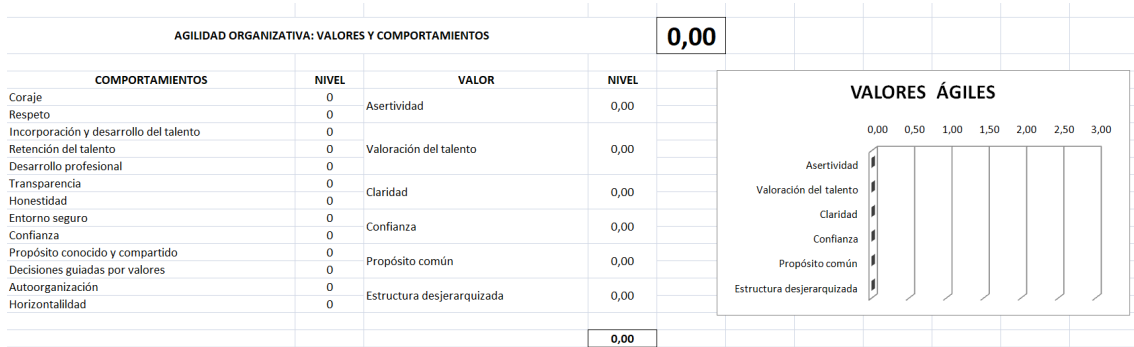 AGILIDAD ORGANIZATIVA: VALORES Y COMPORTAMIENTOS 0,00
COMPORTAMIENTOS NIVEL VALOR NIVEL
Coraje 0
Asertividad 0,00
Respeto 0
Incorporación y desarrollo del talento 0
Retención del talento 0 Valoración del talento 0,00
Desarrollo profesional 0
Transparencia 0
Claridad 0,00
Honestidad 0
Entorno seguro 0
Confianza 0,00
Confianza 0
Propósito conocido y compartido 0
Propósito común 0,00
Decisiones guiadas por valores 0
Autoorganización 0
Estructura desjerarquizada 0,00
Horizontalildad 0
0,00
VALORES ÁGILES
0,00 0,50 1,00 1,50 2,00 2,50 3,00
Asertividad
Valoración del talento
Claridad
Confianza
Propósito común
Estructura desjerarquizada